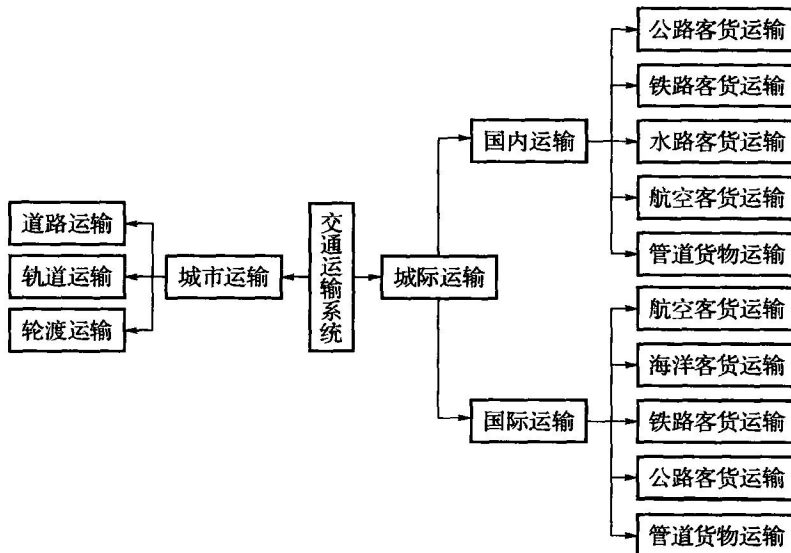 交通运输系统
城市运输
道路运输
轨道运输
轮渡运输
城际运输
国内运输
公路客货运输
铁路客货运输
水路客货运输
航空客货运输
管道货物运输
国际运输
航空客货运输
海洋客货运输
铁路客货运输
公路客货运输
管道货物运输